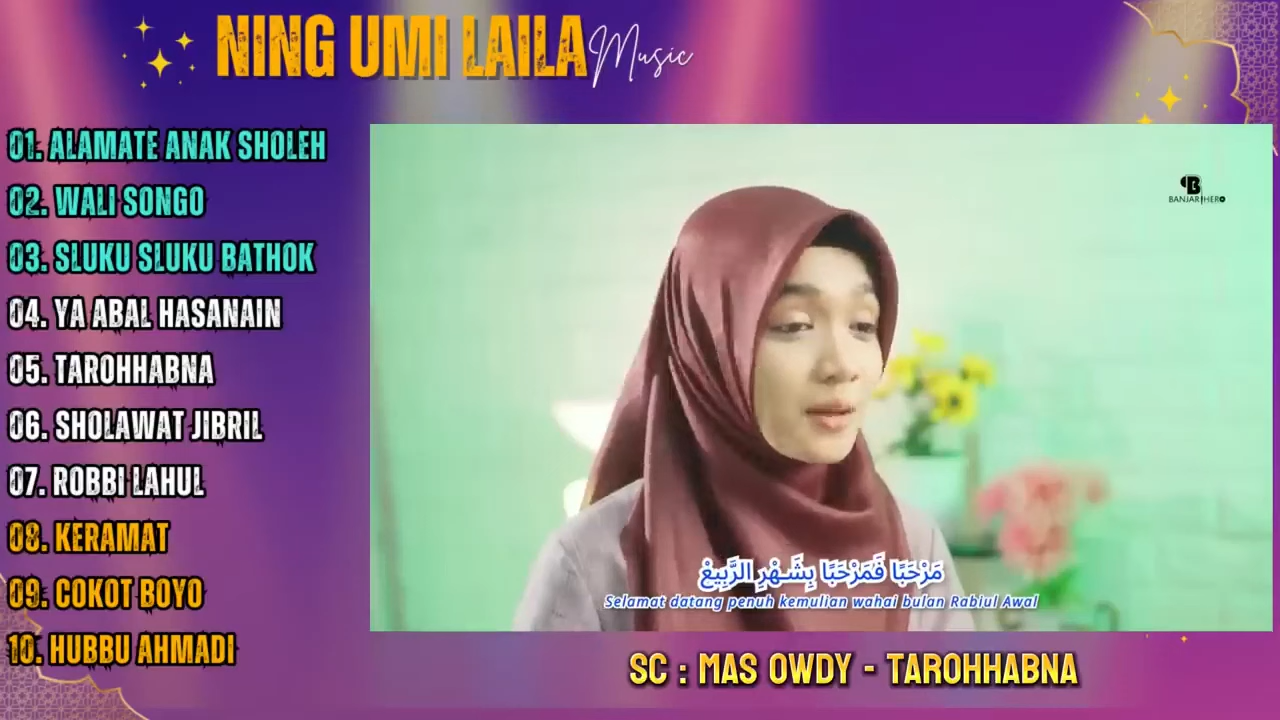 NING UMI LAILA Music
01. ALAMATE ANAK SHOLEH
02. WALI SONGO
03. SLUKU SLUKU BATHOK
04. YA ABAL HASANAIN
05. TAROHHABNA
06. SHOLAWAT JIBRIL
07. ROBBI LAHUL
08. KERAMAT
09. COKOT BOYO
10. HUBBU AHMADI
BANJAR HERO
مَرْحَبًا فَمَرْحَبًا بِشَهْرِ الرَّبِيعْ
Selamat datang penuh kemulian wahai bulan Rabiul Awal
SC : MAS OWDY - TAROHHABNA